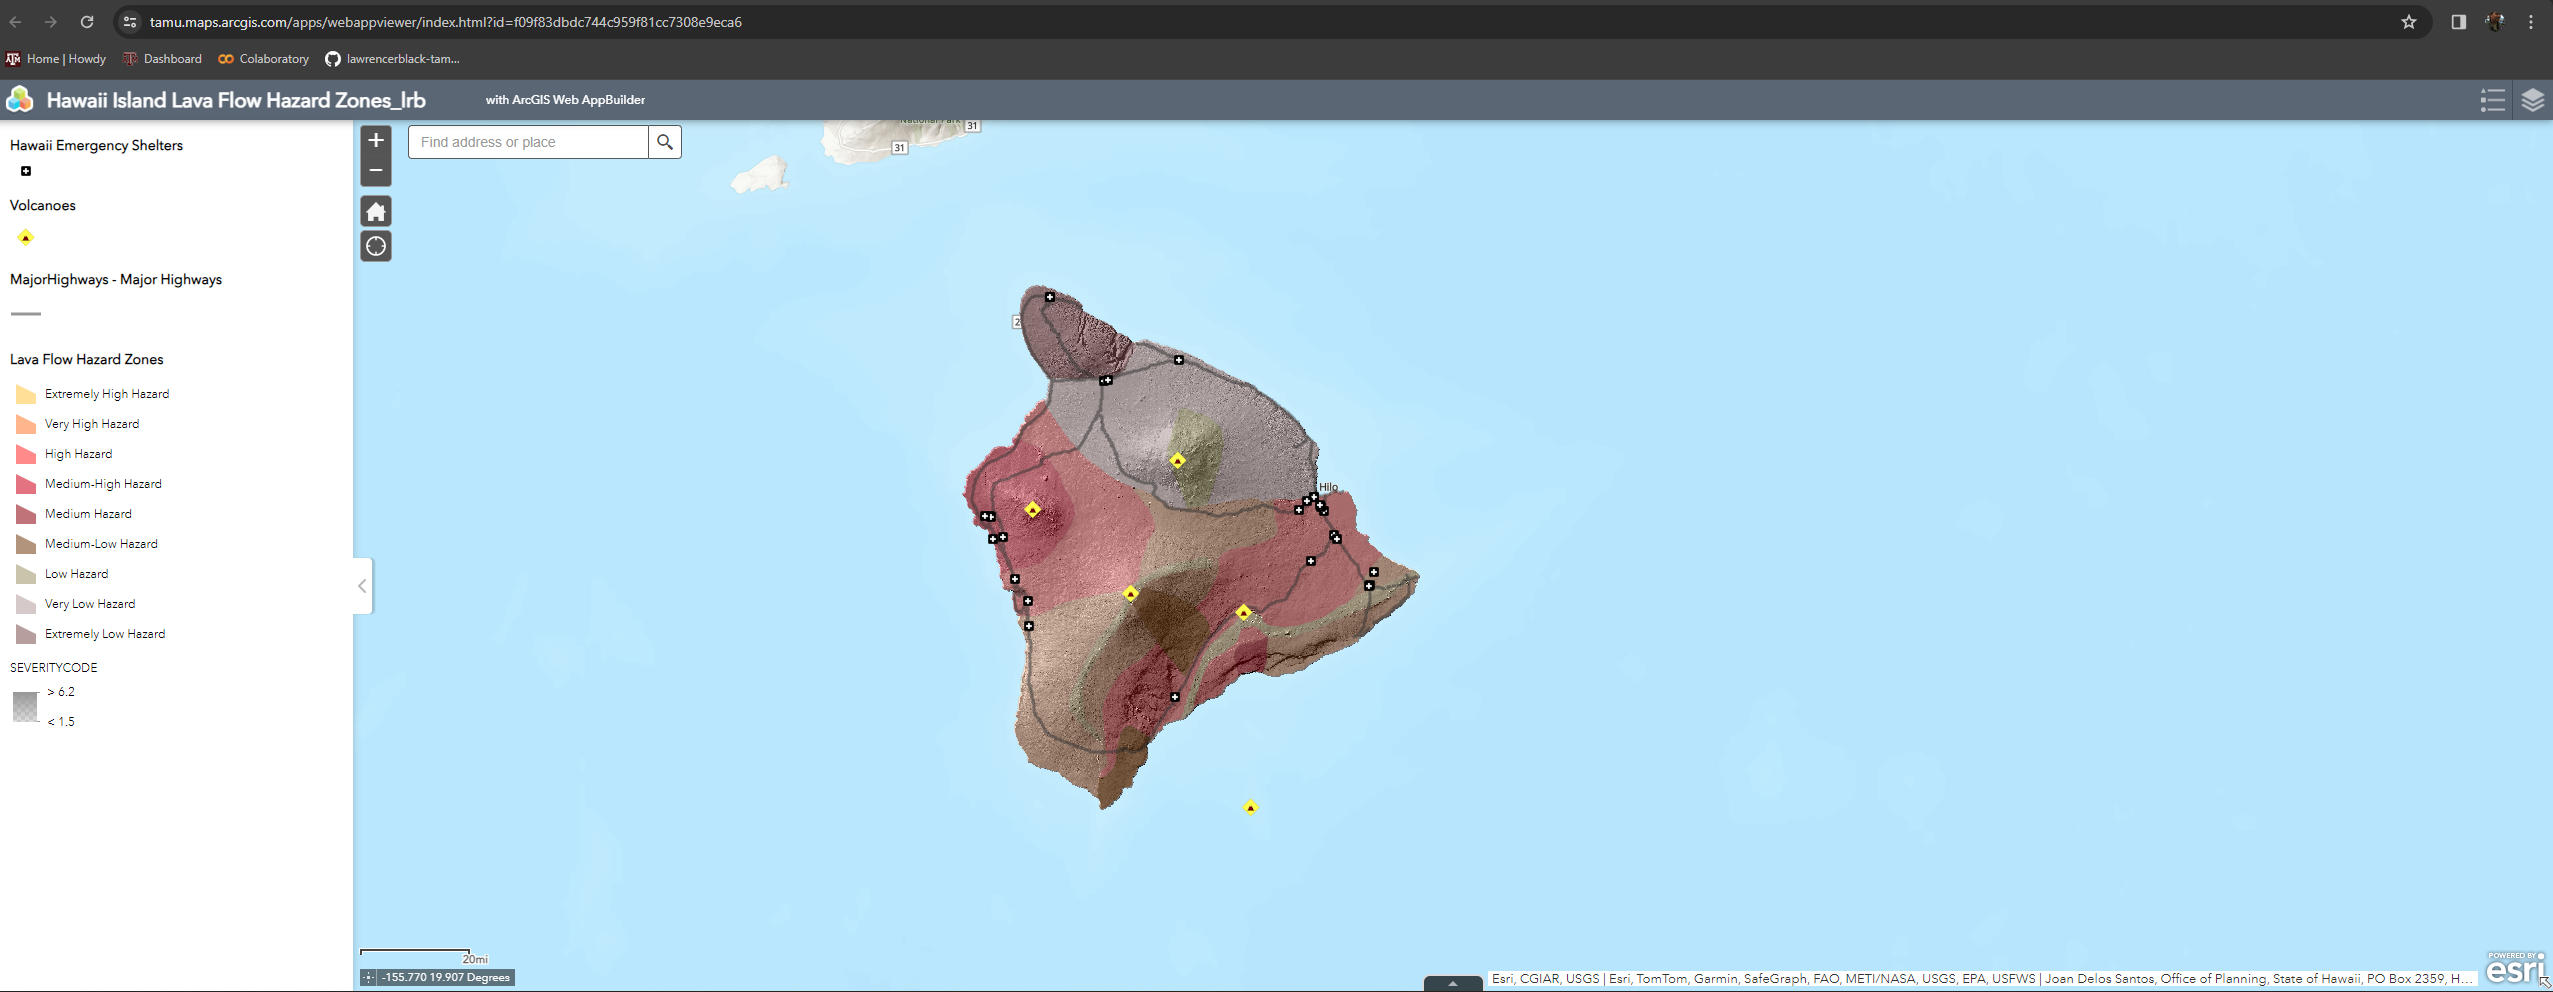 tamu.maps.arcgis.com/apps/webappviewer/index.html?id=f09f83dbdc744c959f81cc7308e9eca6
Home | Howdy
Dashboard
Colaboratory
lawrencerblack-tam...
Hawaii Island Lava Flow Hazard Zones_lrb
with ArcGIS Web AppBuilder
Hawaii Emergency Shelters
Volcanoes
MajorHighways - Major Highways
Lava Flow Hazard Zones
Extremely High Hazard
Very High Hazard
High Hazard
Medium-High Hazard
Medium Hazard
Medium-Low Hazard
Low Hazard
Very Low Hazard
Extremely Low Hazard
SEVERITYCODE
> 6.2
< 1.5
Find address or place
National Park
31
31
2
Hilo
20mi
-155.770 19.907 Degrees
Esri, CGIAR, USGS | Esri, TomTom, Garmin, SafeGraph, FAO, METI/NASA, USGS, EPA, USFWS | Joan Delos Santos, Office of Planning, State of Hawaii, PO Box 2359, H...
POWERED BY
esri